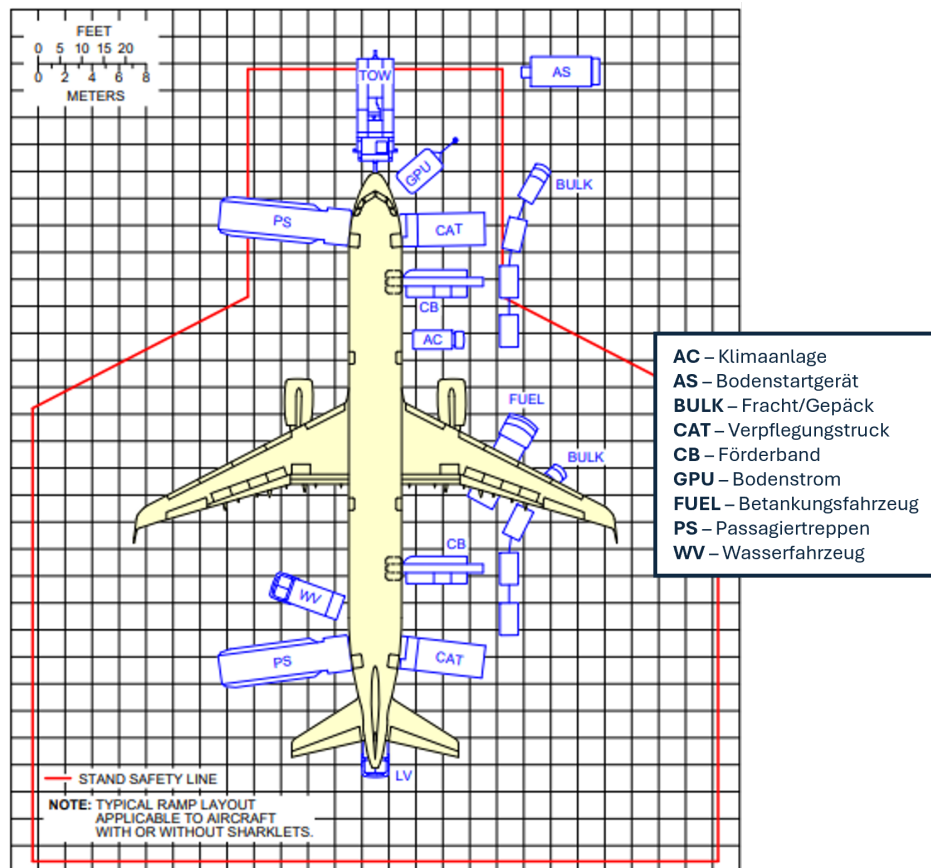 FEET
0 5 10 15 20
0 2 4 6 8
METERS
TOW
AS
GPU
BULK
PS
CAT
CB
AC
FUEL
BULK
CB
WV
PS
CAT
LV
STAND SAFETY LINE
NOTE: TYPICAL RAMP LAYOUT
APPLICABLE TO AIRCRAFT
WITH OR WITHOUT SHARKLETS.
AC – Klimaanlage
AS – Bodenstartgerät
BULK – Fracht/Gepäck
CAT – Verpflegungstruck
CB – Förderband
GPU – Bodenstrom
FUEL – Betankungsfahrzeug
PS – Passagiertreppen
WV – Wasserfahrzeug